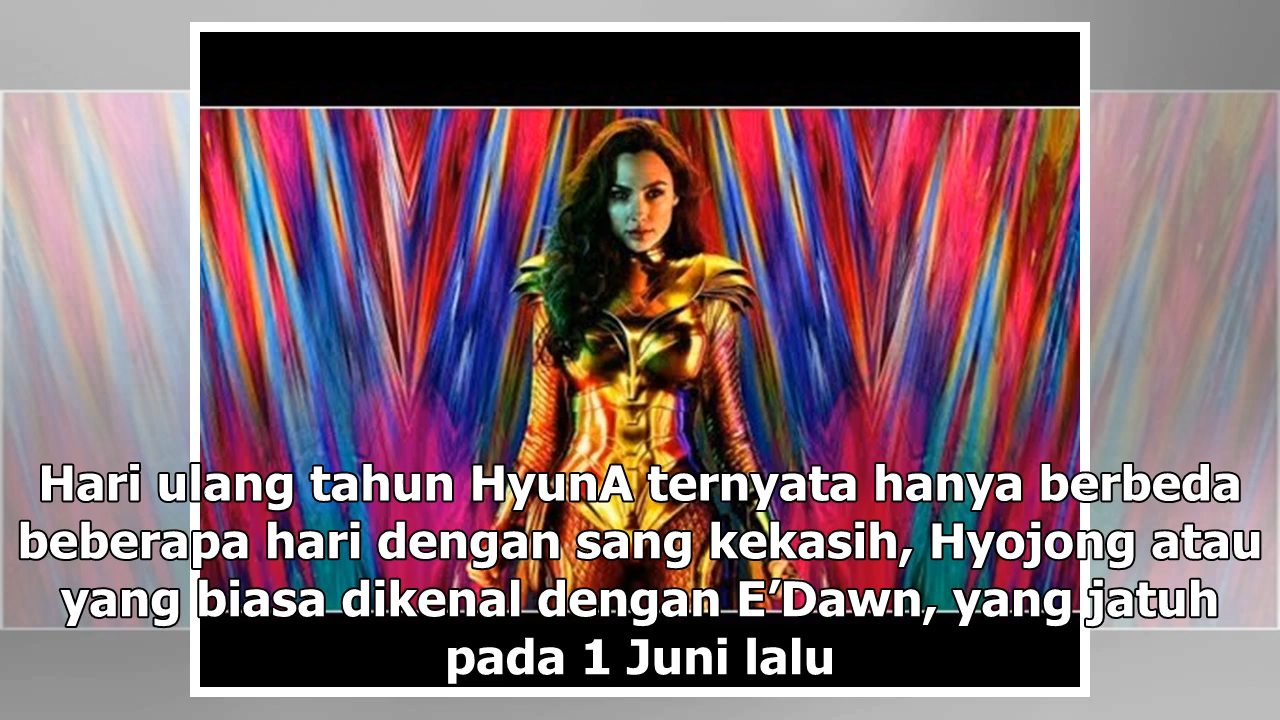 Hari ulang tahun HyunA ternyata hanya berbeda
beberapa hari dengan sang kekasih, Hyojong atau
yang biasa dikenal dengan E’Dawn, yang jatuh
pada 1 Juni lalu